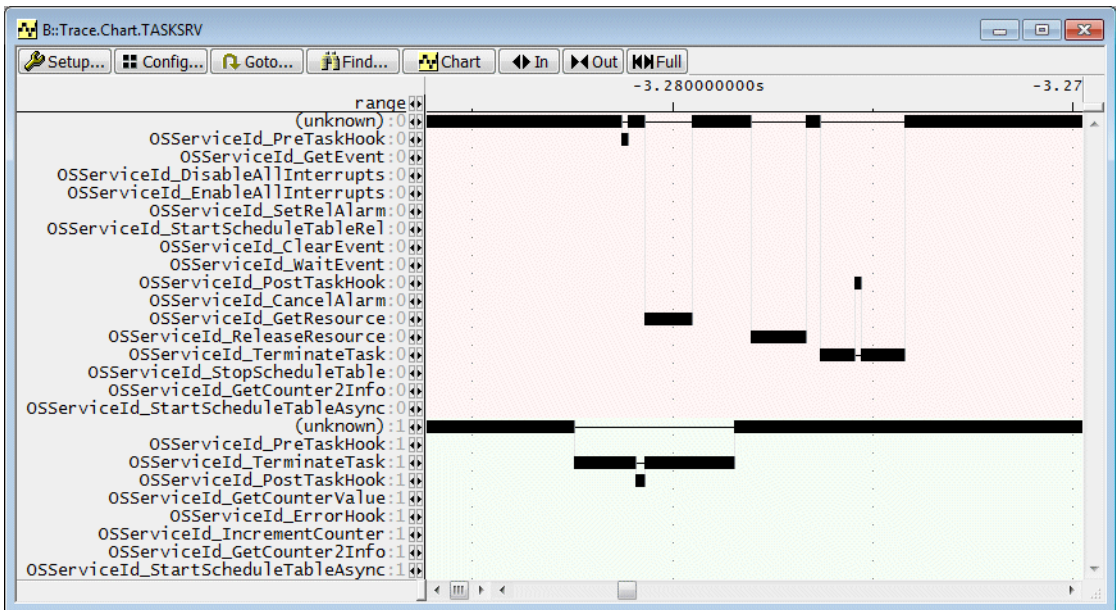 B::Trace.Chart.TASKSRV
Setup... Config... Goto... Find... Chart In Out Full
-3.280000000s -3.27
range
(unknown):0
OSServiceId_PreTaskHook:0
OSServiceId_GetEvent:0
OSServiceId_DisableAllInterrupts:0
OSServiceId_EnableAllInterrupts:0
OSServiceId_SetRelAlarm:0
OSServiceId_StartScheduleTableRel:0
OSServiceId_ClearEvent:0
OSServiceId_WaitEvent:0
OSServiceId_PostTaskHook:0
OSServiceId_CancelAlarm:0
OSServiceId_GetResource:0
OSServiceId_ReleaseResource:0
OSServiceId_TerminateTask:0
OSServiceId_StopScheduleTable:0
OSServiceId_GetCounter2Info:0
OSServiceId_StartScheduleTableAsync:0
(unknown):1
OSServiceId_PreTaskHook:1
OSServiceId_TerminateTask:1
OSServiceId_PostTaskHook:1
OSServiceId_GetCounterValue:1
OSServiceId_ErrorHook:1
OSServiceId_IncrementCounter:1
OSServiceId_GetCounter2Info:1
OSServiceId_StartScheduleTableAsync:1